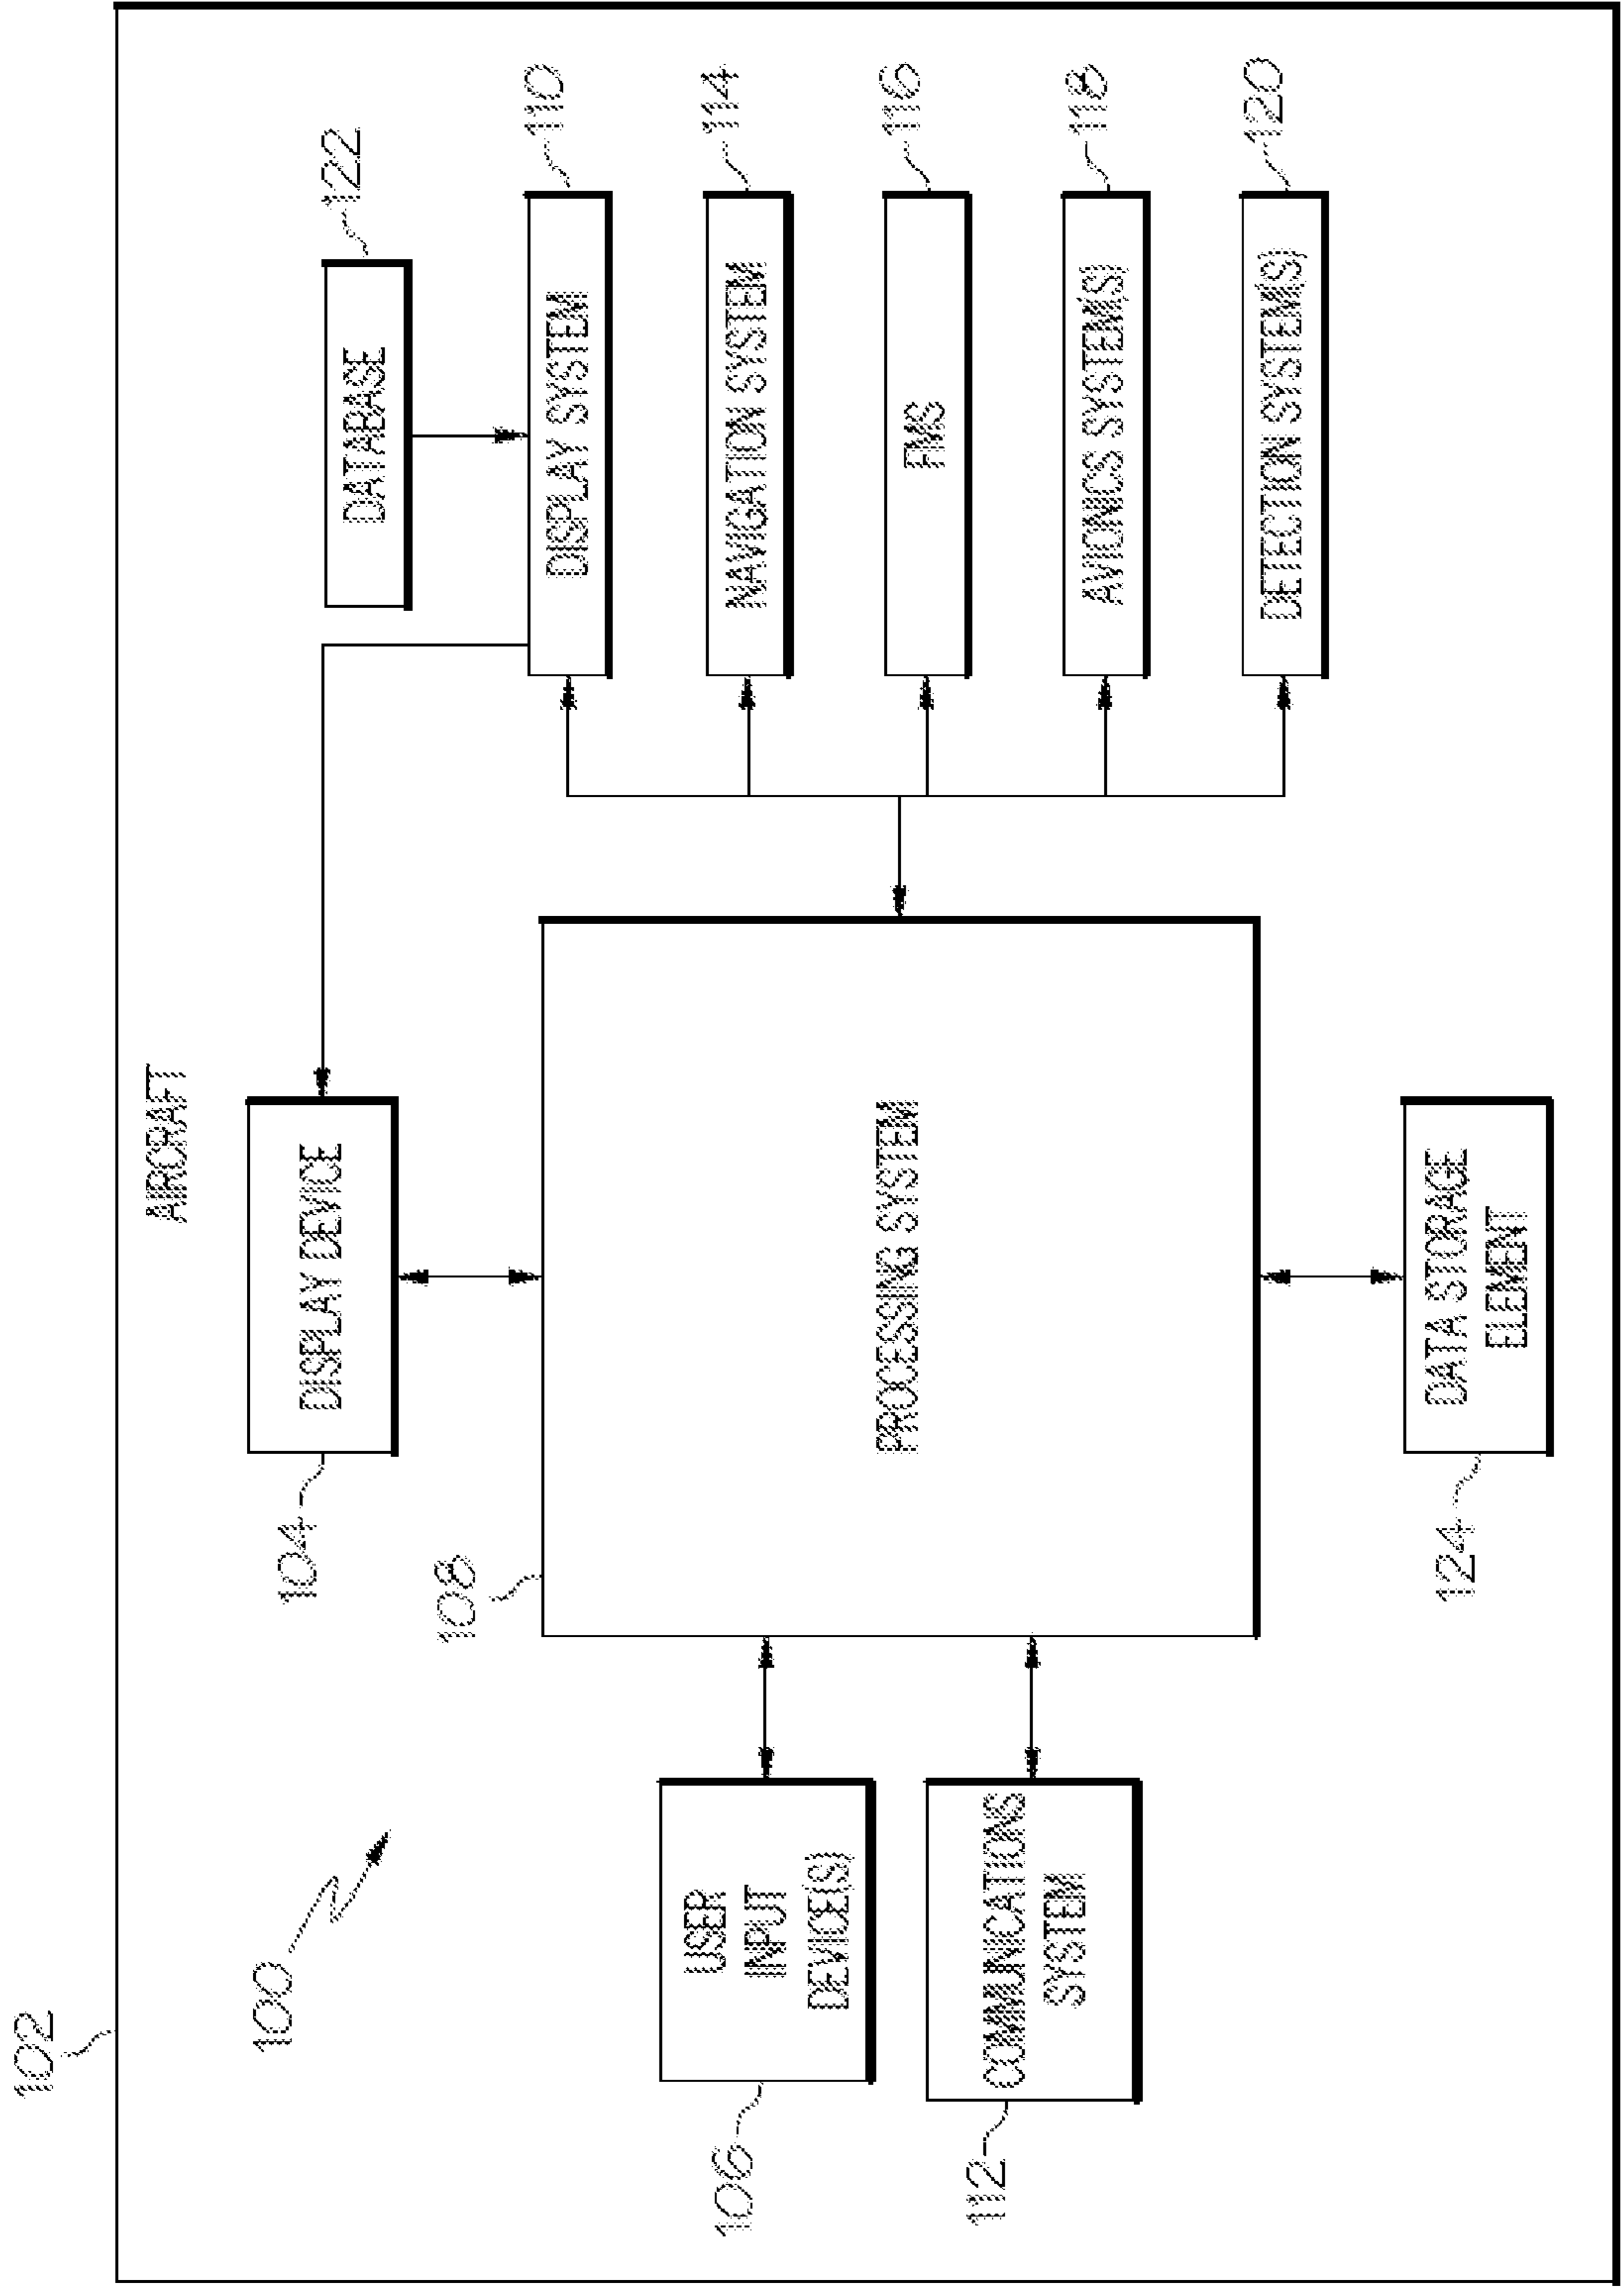 102
100
AIRCRAFT
104
DISPLAY DEVICE
122
DATABASE
108
PROCESSING SYSTEM
106
USER
INPUT
DEVICE(S)
112
COMMUNICATIONS
SYSTEM
110
DISPLAY SYSTEM
114
NAVIGATION SYSTEM
116
FMS
118
AVIONICS SYSTEM(S)
120
DETECTION SYSTEM(S)
124
DATA STORAGE
ELEMENT